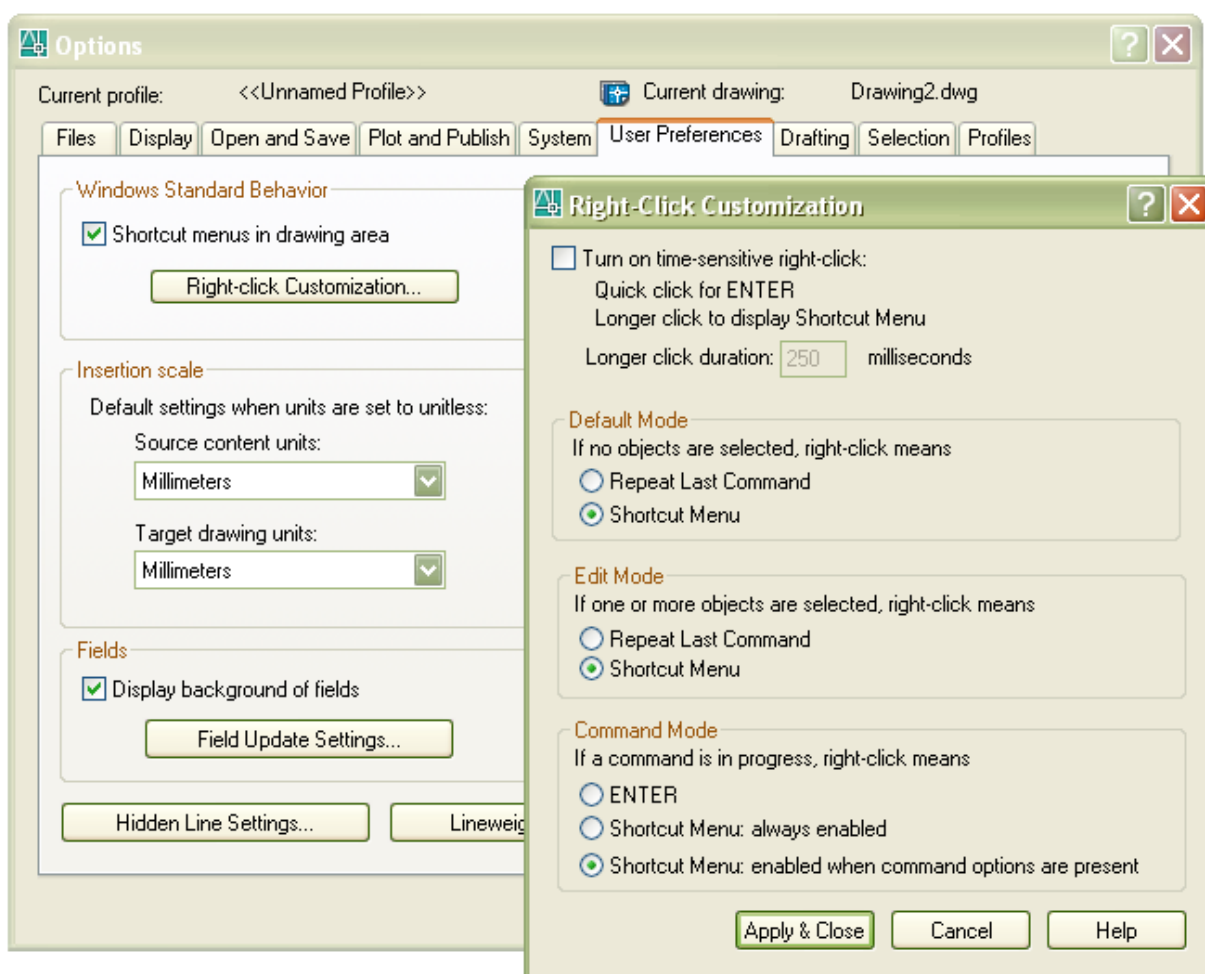 Options
Current profile: <<Unnamed Profile>> Current drawing: Drawing2.dwg
Files Display Open and Save Plot and Publish System User Preferences Drafting Selection Profiles
Windows Standard Behavior
Shortcut menus in drawing area
Right-click Customization...
Insertion scale
Default settings when units are set to unitless:
Source content units:
Millimeters
Target drawing units:
Millimeters
Fields
Display background of fields
Field Update Settings...
Hidden Line Settings...
Right-Click Customization
Turn on time-sensitive right-click:
Quick click for ENTER
Longer click to display Shortcut Menu
Longer click duration: 250 milliseconds
Default Mode
If no objects are selected, right-click means
Repeat Last Command
Shortcut Menu
Edit Mode
If one or more objects are selected, right-click means
Repeat Last Command
Shortcut Menu
Command Mode
If a command is in progress, right-click means
ENTER
Shortcut Menu: always enabled
Shortcut Menu: enabled when command options are present
Apply & Close Cancel Help